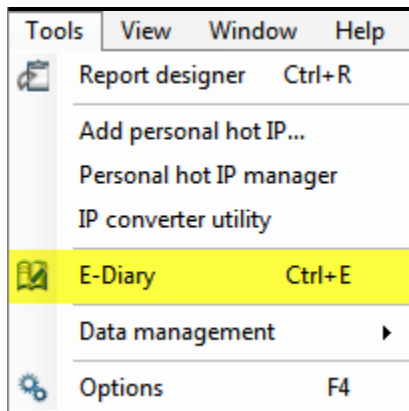 Tools View Window Help
Report designer Ctrl+R
Add personal hot IP...
Personal hot IP manager
IP converter utility
E-Diary Ctrl+E
Data management
Options F4